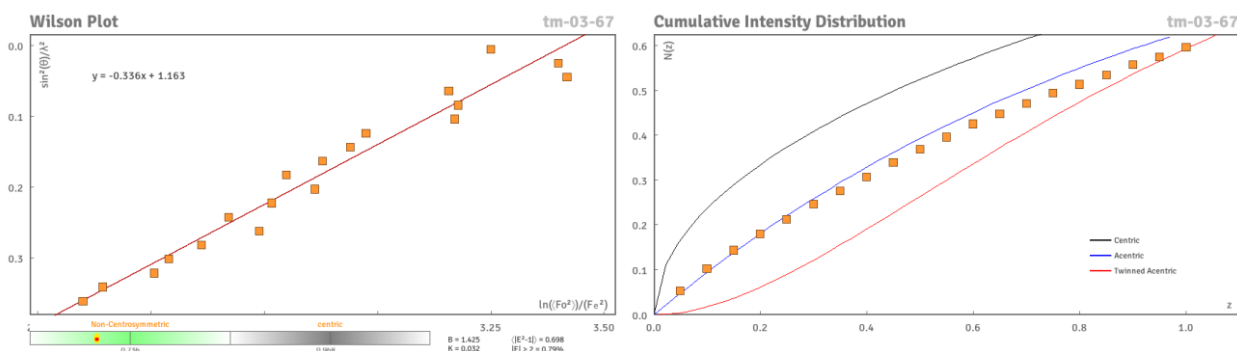 Wilson Plot
tm-03-67
sin²(θ)/λ²
0.0
0.1
0.2
0.3
y = -0.336x + 1.163
3.25
3.50
ln(⟨Fo²⟩)/(Fe²)
Non-Centrosymmetric
centric
0.736
0.968
B = 1.425
K = 0.032
⟨|E²-1|⟩ = 0.698
|E| > 2 = 0.79%
Cumulative Intensity Distribution
tm-03-67
N(z)
0.6
0.5
0.4
0.3
0.2
0.1
0.0
Centric
Acentric
Twinned Acentric
z
0.0
0.2
0.4
0.6
0.8
1.0